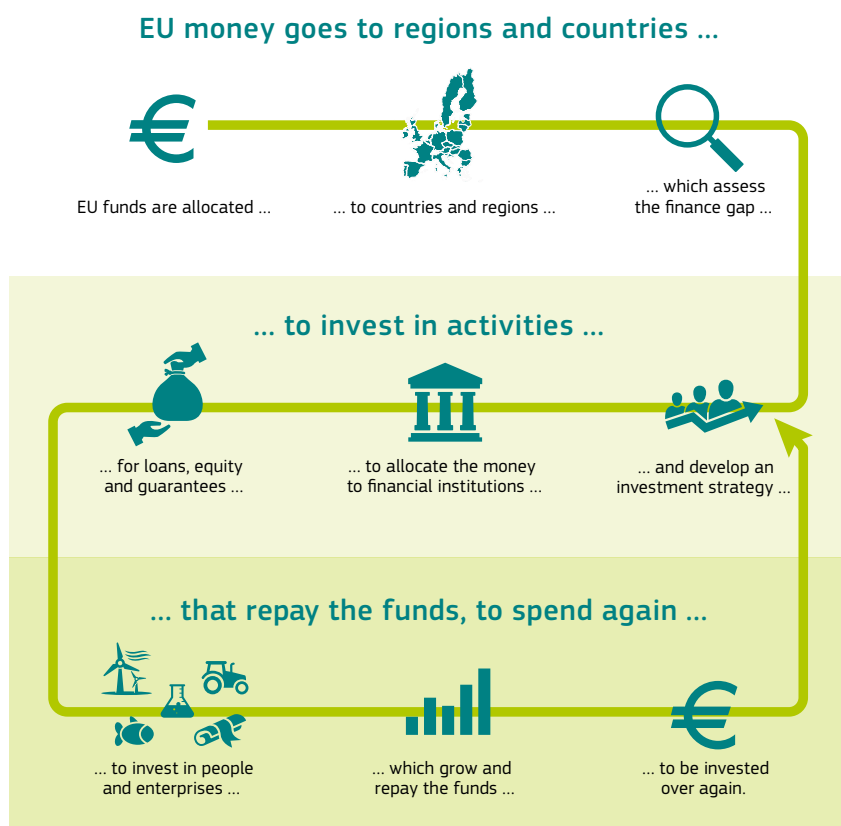 EU money goes to regions and countries ...
EU funds are allocated ...
... to countries and regions ...
... which assess
the finance gap ...
... to invest in activities ...
... for loans, equity
and guarantees ...
... to allocate the money
to financial institutions ...
... and develop an
investment strategy ...
... that repay the funds, to spend again ...
... to invest in people
and enterprises ...
... which grow and
repay the funds ...
... to be invested
over again.